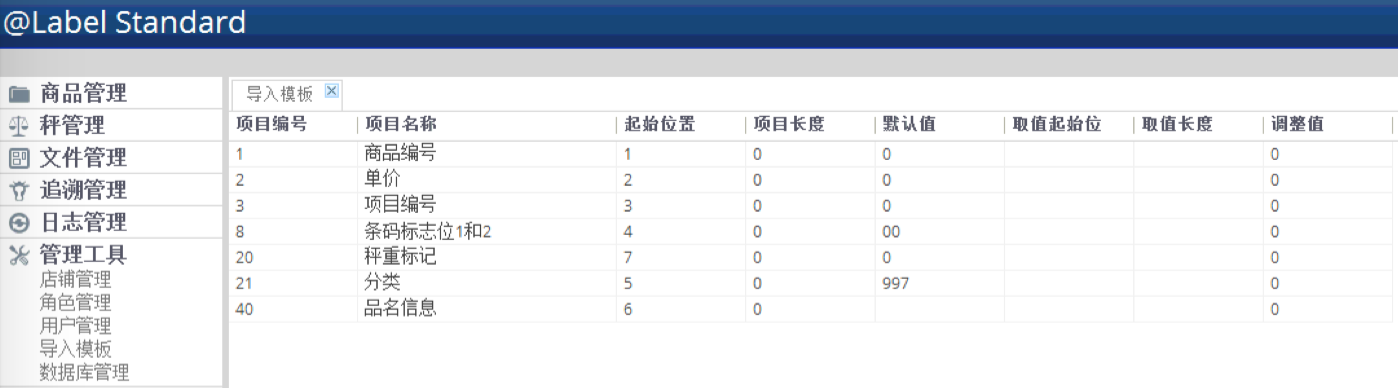 @Label Standard
商品管理
秤管理
文件管理
追溯管理
日志管理
管理工具
店铺管理
角色管理
用户管理
导入模板
数据库管理
导入模板
项目编号 项目名称 起始位置 项目长度 默认值 取值起始位 取值长度 调整值
1 商品编号 1 0 0 0
2 单价 2 0 0 0
3 项目编号 3 0 0 0
8 条码标志位1和2 4 0 00 0
20 秤重标记 7 0 0 0
21 分类 5 0 997 0
40 品名信息 6 0 0